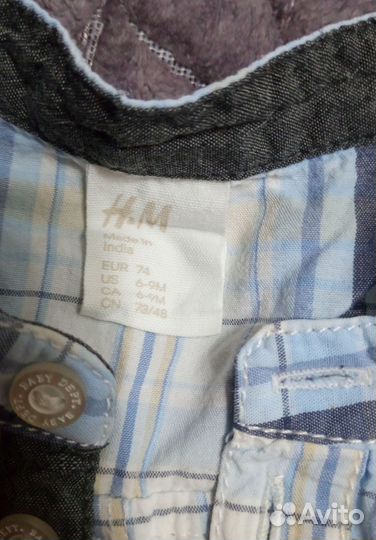 H&M
Made in
India
EUR 74
US 6-9M
CA 6-9M
CN 73/48
BABY DEPT.
Avito